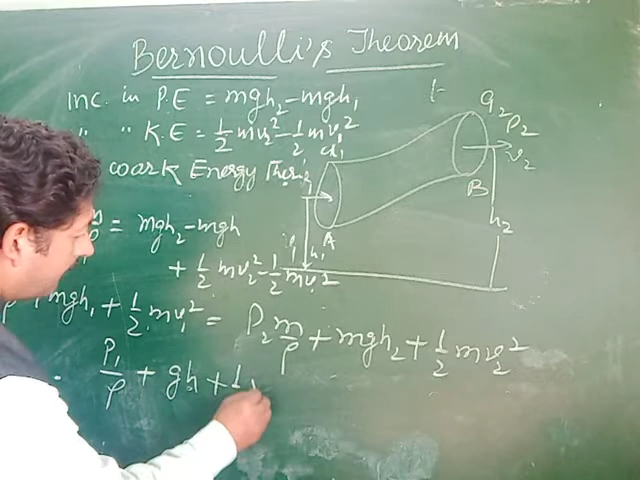 Bernoulli's Theorem
Inc. in P.E = mgh₂ - mgh₁
" " K.E = ½ mv₂² - ½ mv₁²
coark Energy Ther.
m/ρ = mgh₂ - mgh
+ ½ mv₂² - ½ mv₁²
mgh₁ + ½ mv₁² = P₂ m/ρ + mgh₂ + ½ mv₂²
P₁/ρ + gh + 1
a₂
P₂
v₂
B
h₂
a₁
A
h₁